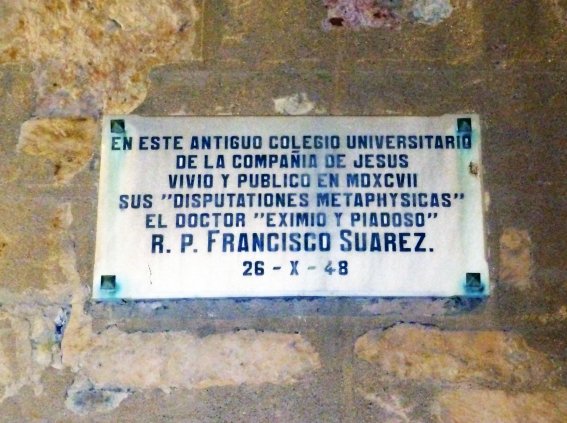 EN ESTE ANTIGUO COLEGIO UNIVERSITARIO
DE LA COMPAÑIA DE JESUS
VIVIO Y PUBLICO EN MDXCVII
SUS "DISPUTATIONES METAPHYSICAS"
EL DOCTOR "EXIMIO Y PIADOSO"
R. P. FRANCISCO SUAREZ.
26 - X - 48